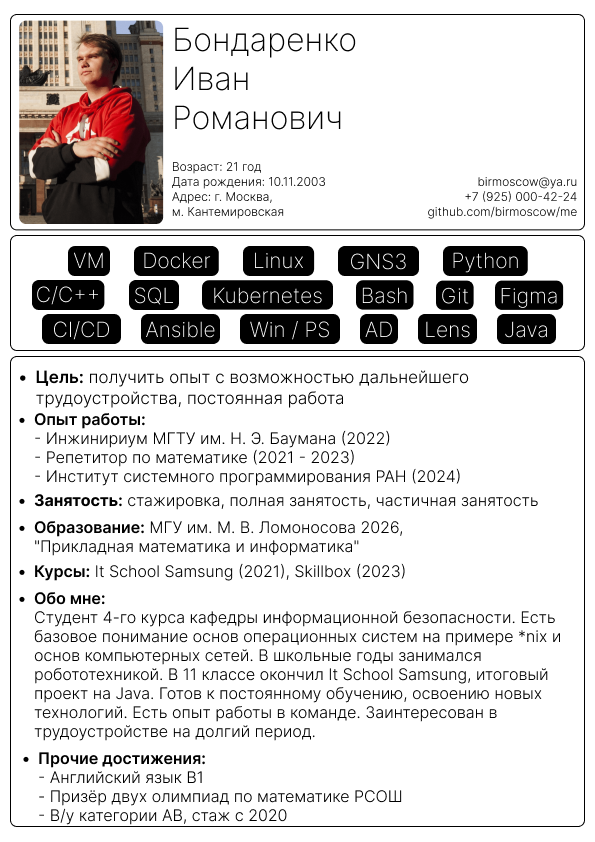 Бондаренко
Иван
Романович
Возраст: 21 год
Дата рождения: 10.11.2003
Адрес: г. Москва,
м. Кантемировская
birmoscow@ya.ru
+7 (925) 000-42-24
github.com/birmoscow/me
VM Docker Linux GNS3 Python
C/C++ SQL Kubernetes Bash Git Figma
CI/CD Ansible Win / PS AD Lens Java
• Цель: получить опыт с возможностью дальнейшего
трудоустройства, постоянная работа
• Опыт работы:
- Инжинириум МГТУ им. Н. Э. Баумана (2022)
- Репетитор по математике (2021 - 2023)
- Институт системного программирования РАН (2024)
• Занятость: стажировка, полная занятость, частичная занятость
• Образование: МГУ им. М. В. Ломоносова 2026,
"Прикладная математика и информатика"
• Курсы: It School Samsung (2021), Skillbox (2023)
• Обо мне:
Студент 4-го курса кафедры информационной безопасности. Есть
базовое понимание основ операционных систем на примере *nix и
основ компьютерных сетей. В школьные годы занимался
робототехникой. В 11 классе окончил It School Samsung, итоговый
проект на Java. Готов к постоянному обучению, освоению новых
технологий. Есть опыт работы в команде. Заинтересован в
трудоустройстве на долгий период.
• Прочие достижения:
- Английский язык B1
- Призёр двух олимпиад по математике РСОШ
- В/у категории АВ, стаж с 2020